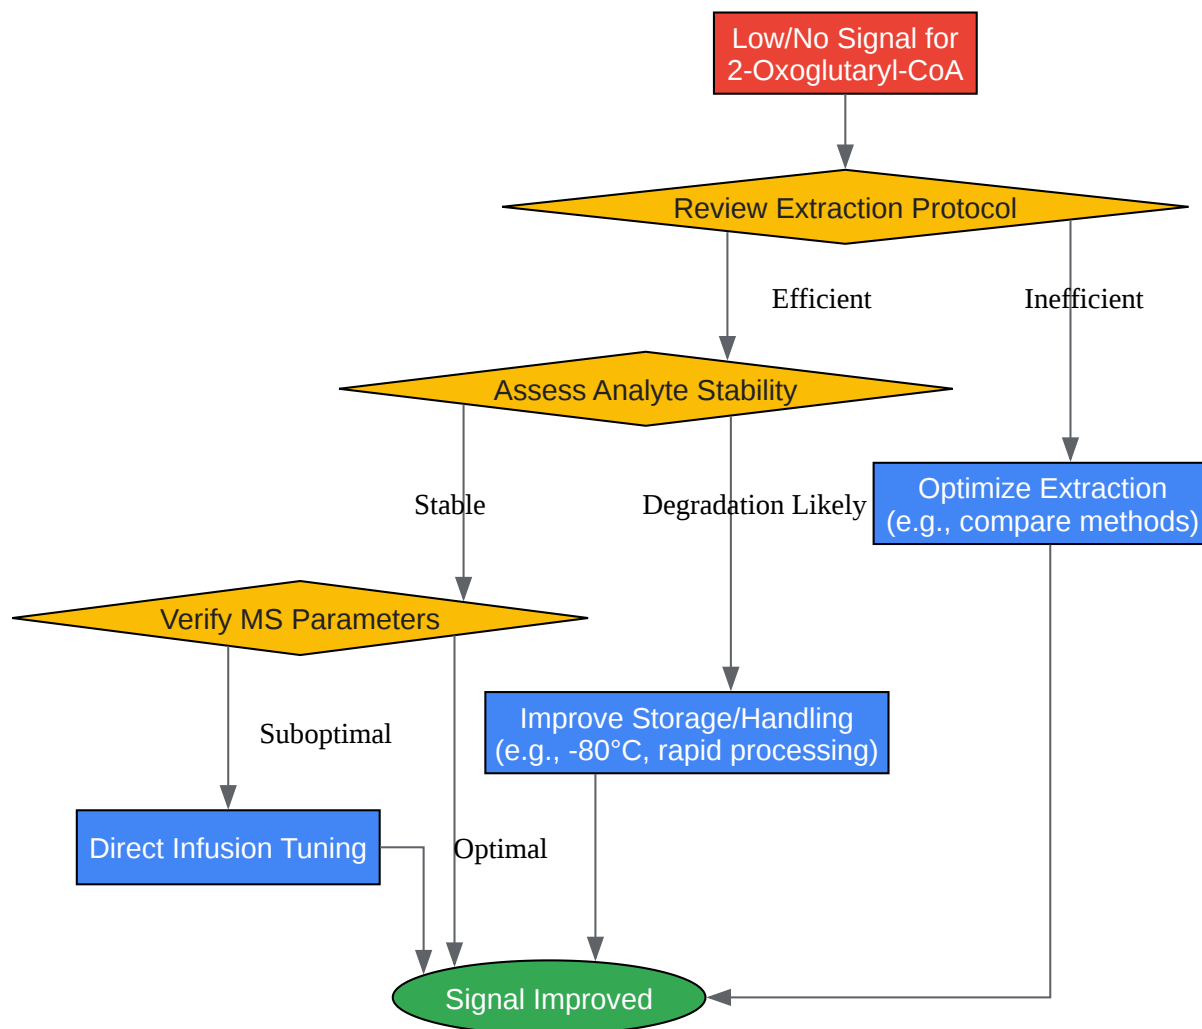 Low/No Signal for
2-Oxoglutaryl-CoA
Review Extraction Protocol
Efficient
Inefficient
Assess Analyte Stability
Stable
Degradation Likely
Optimize Extraction
(e.g., compare methods)
Verify MS Parameters
Suboptimal
Improve Storage/Handling
(e.g., -80°C, rapid processing)
Direct Infusion Tuning
Optimal
Signal Improved